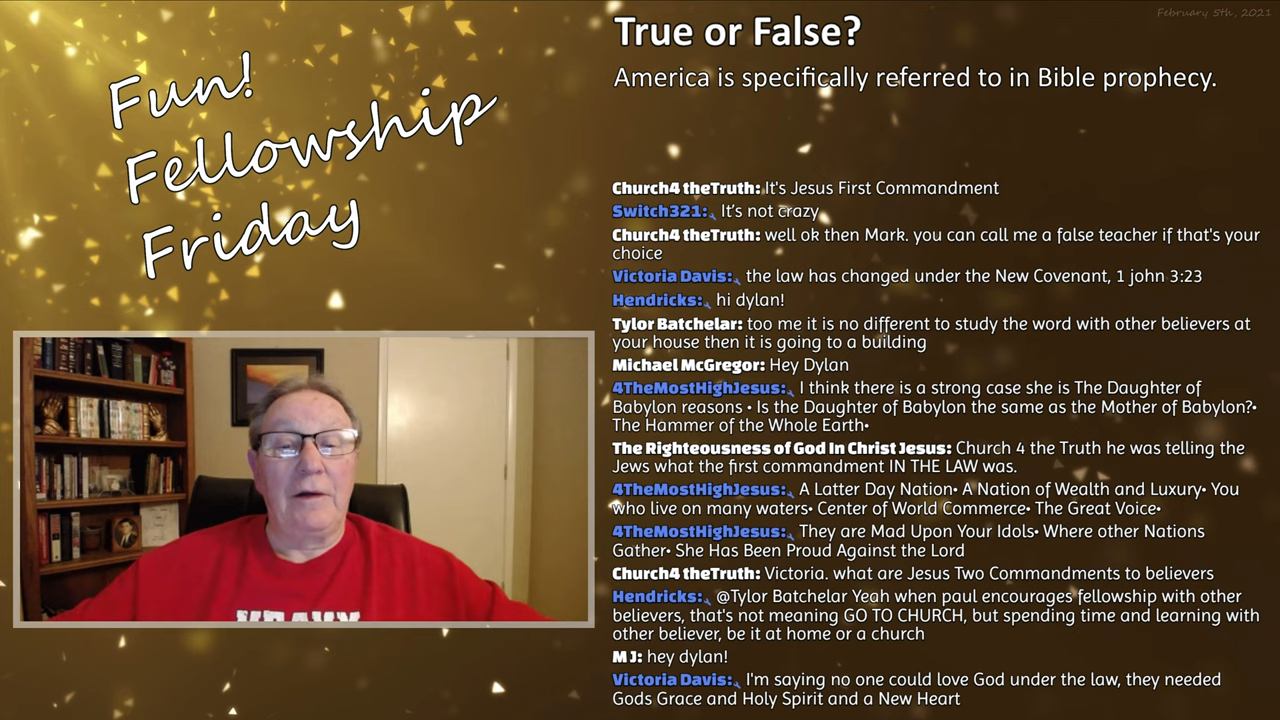 February 5th, 2021
Fun!
Fellowship
Friday
True or False?
America is specifically referred to in Bible prophecy.
Church4 theTruth: It's Jesus First Commandment
Switch321: It's not crazy
Church4 theTruth: well ok then Mark. you can call me a false teacher if that's your
choice
Victoria Davis: the law has changed under the New Covenant, 1 john 3:23
Hendricks: hi dylan!
Tylor Batchelar: too me it is no different to study the word with other believers at
your house then it is going to a building
Michael McGregor: Hey Dylan
4TheMostHighJesus: I think there is a strong case she is The Daughter of
Babylon reasons • Is the Daughter of Babylon the same as the Mother of Babylon?•
The Hammer of the Whole Earth•
The Righteousness of God In Christ Jesus: Church 4 the Truth he was telling the
Jews what the first commandment IN THE LAW was.
4TheMostHighJesus: A Latter Day Nation• A Nation of Wealth and Luxury• You
who live on many waters• Center of World Commerce• The Great Voice•
4TheMostHighJesus: They are Mad Upon Your Idols• Where other Nations
Gather• She Has Been Proud Against the Lord
Church4 theTruth: Victoria. what are Jesus Two Commandments to believers
Hendricks: @Tylor Batchelar Yeah when paul encourages fellowship with other
believers, that's not meaning GO TO CHURCH, but spending time and learning with
other believer, be it at home or a church
M J: hey dylan!
Victoria Davis: I'm saying no one could love God under the law, they needed
Gods Grace and Holy Spirit and a New Heart